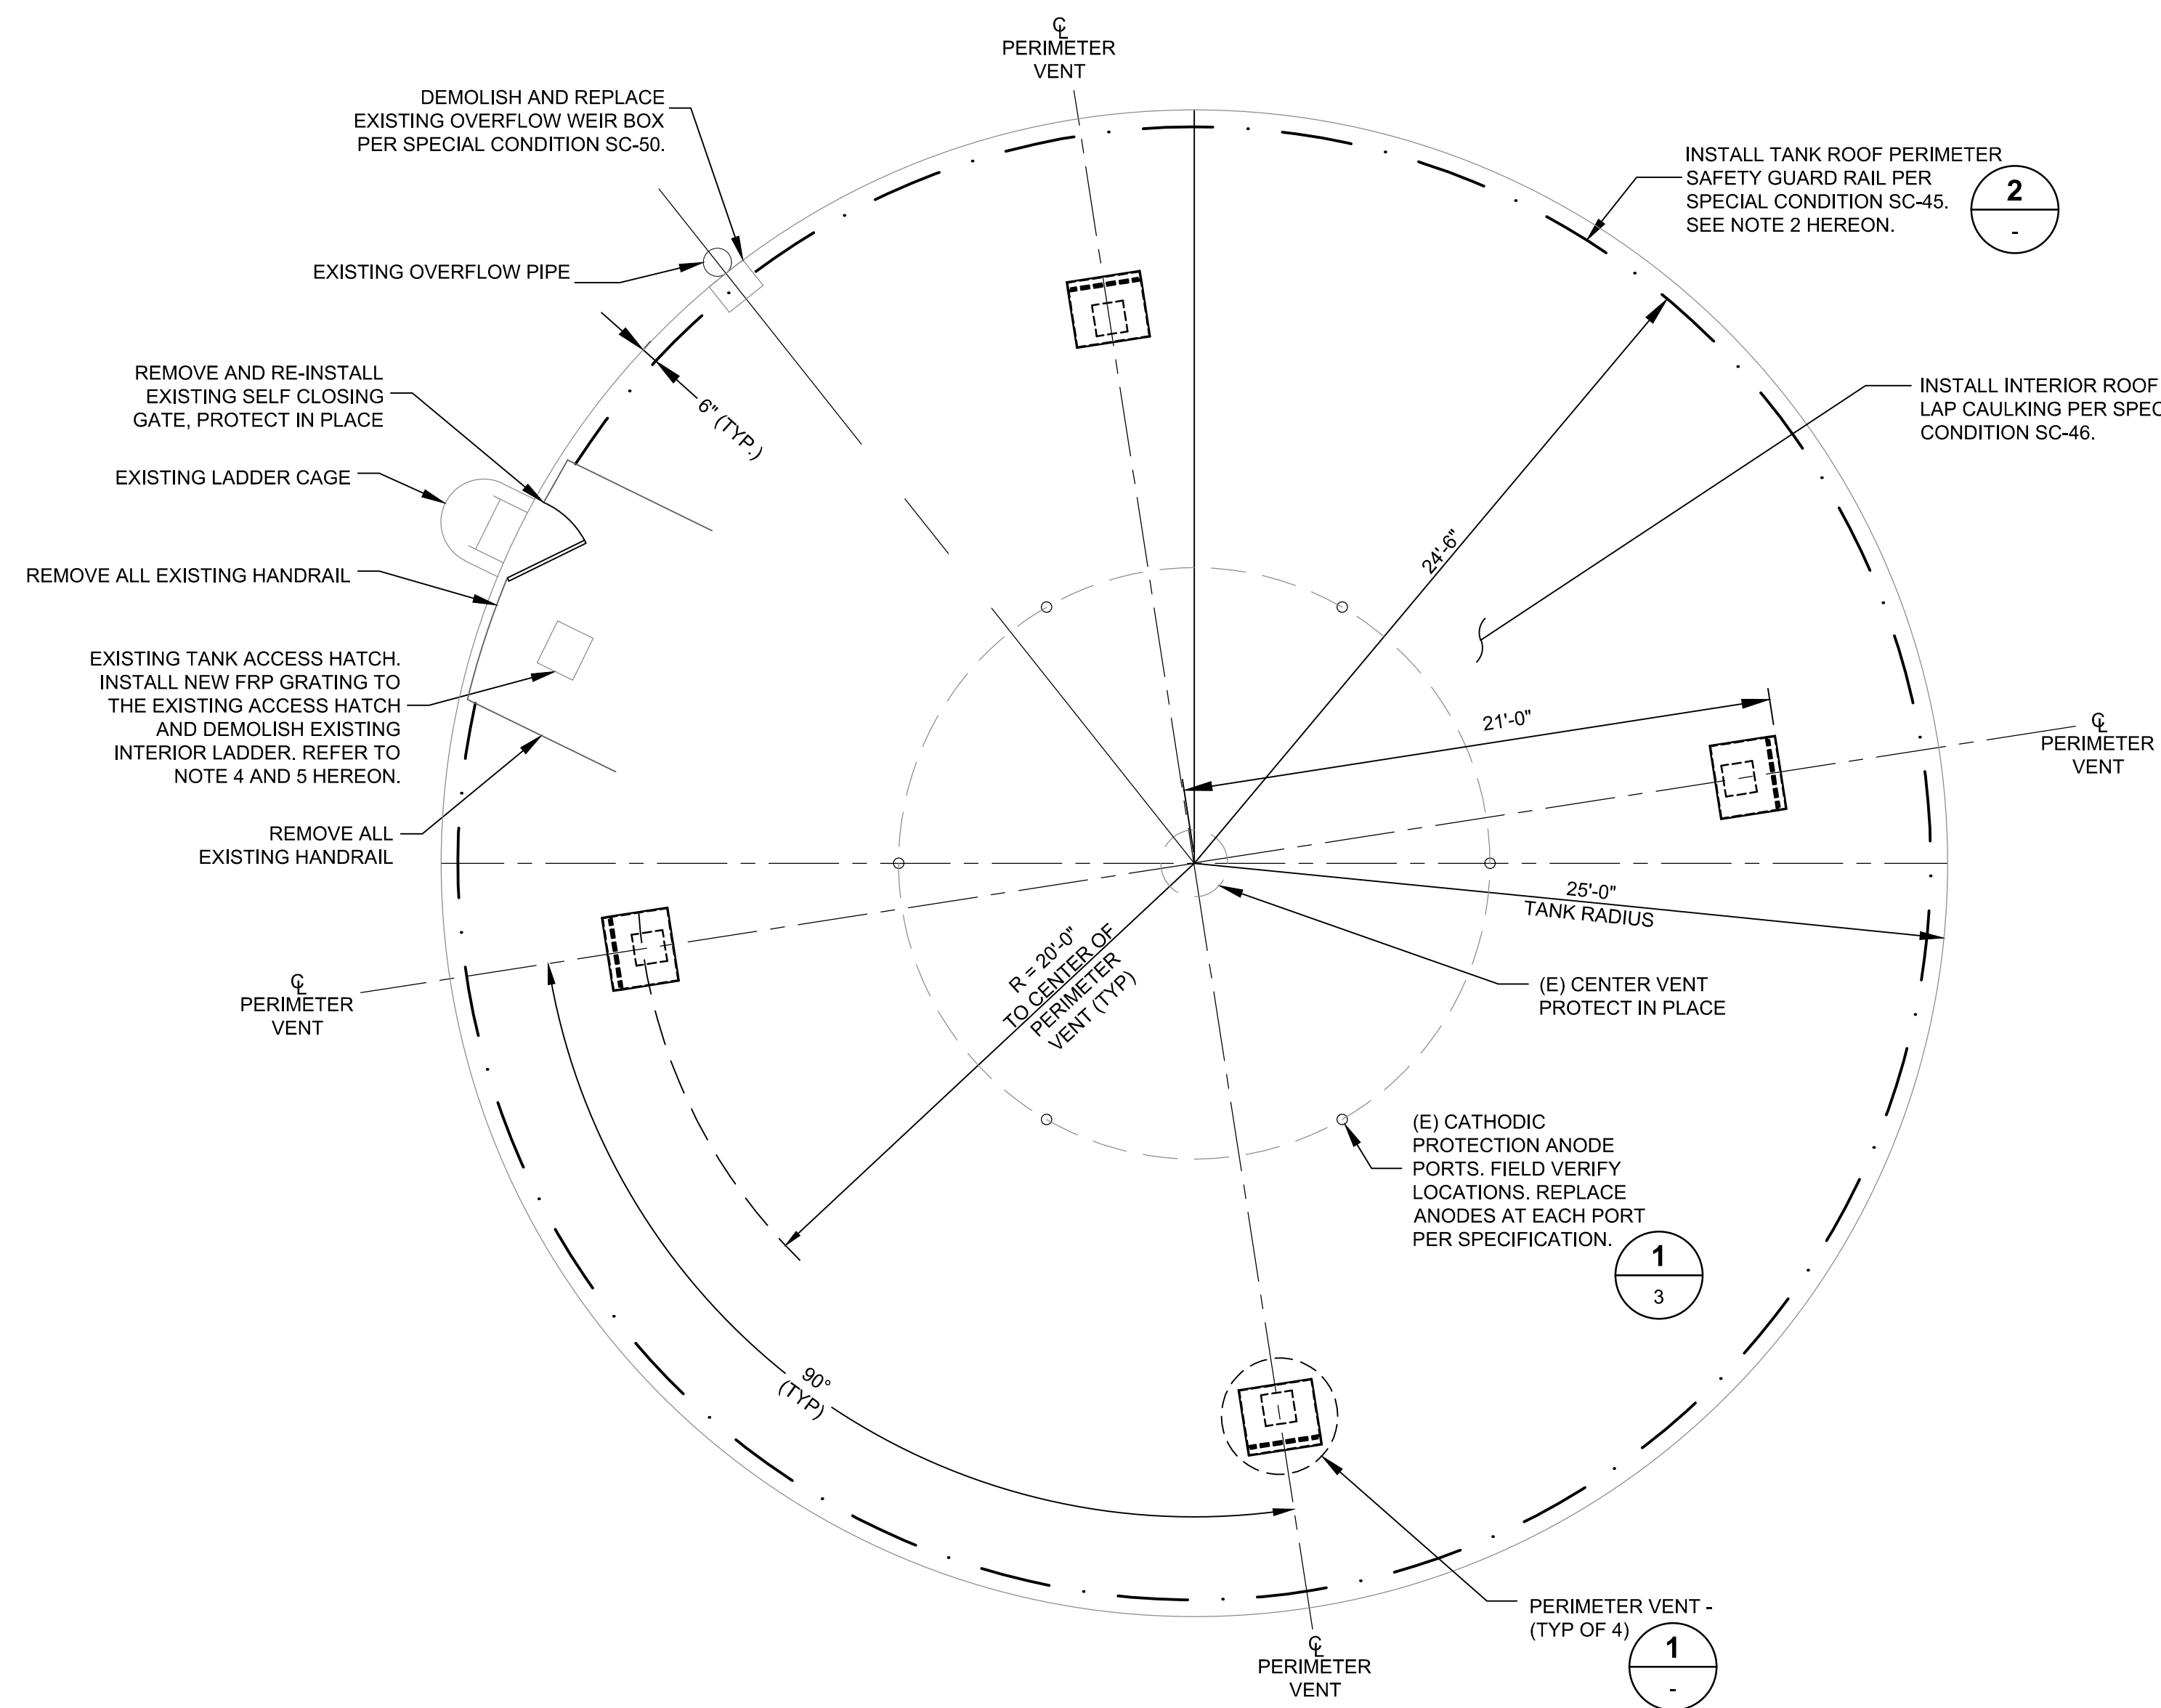 ℄
PERIMETER
VENT
DEMOLISH AND REPLACE
EXISTING OVERFLOW WEIR BOX
PER SPECIAL CONDITION SC-50.
INSTALL TANK ROOF PERIMETER
SAFETY GUARD RAIL PER
SPECIAL CONDITION SC-45.
SEE NOTE 2 HEREON.
2
-
EXISTING OVERFLOW PIPE
REMOVE AND RE-INSTALL
EXISTING SELF CLOSING
GATE, PROTECT IN PLACE
6" (TYP.)
INSTALL INTERIOR ROOF
LAP CAULKING PER SPEC
CONDITION SC-46.
EXISTING LADDER CAGE
24'-6"
REMOVE ALL EXISTING HANDRAIL
EXISTING TANK ACCESS HATCH.
INSTALL NEW FRP GRATING TO
THE EXISTING ACCESS HATCH
AND DEMOLISH EXISTING
INTERIOR LADDER. REFER TO
NOTE 4 AND 5 HEREON.
21'-0"
℄
PERIMETER
VENT
REMOVE ALL
EXISTING HANDRAIL
25'-0"
TANK RADIUS
R = 20'-0"
TO CENTER OF
PERIMETER
VENT (TYP)
(E) CENTER VENT
PROTECT IN PLACE
℄
PERIMETER
VENT
(E) CATHODIC
PROTECTION ANODE
PORTS. FIELD VERIFY
LOCATIONS. REPLACE
ANODES AT EACH PORT
PER SPECIFICATION.
1
3
90°
(TYP)
PERIMETER VENT -
(TYP OF 4)
1
-
℄
PERIMETER
VENT